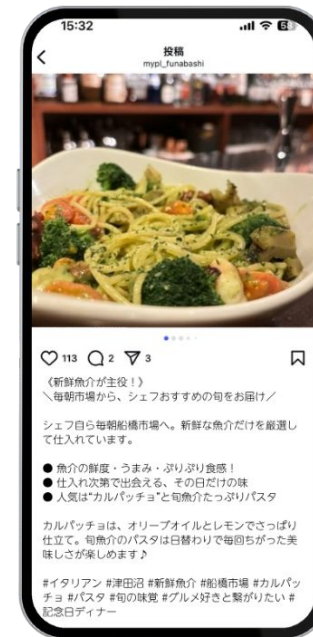 15:32
投稿
mypl_funabashi
113 2 3
《新鮮魚介が主役!》
＼毎朝市場から、シェフおすすめの旬をお届け／
シェフ自ら毎朝船橋市場へ。新鮮な魚介だけを厳選し
て仕入れています。
● 魚介の鮮度・うまみ・ぷりぷり食感!
● 仕入れ次第で出会える、その日だけの味
● 人気は“カルパッチョ”と旬魚介たっぷりパスタ
カルパッチョは、オリーブオイルとレモンでさっぱり
仕立て。旬魚介のパスタは日替わりで毎回ちがった美
味しさが楽しめます♪
#イタリアン #津田沼 #新鮮魚介 #船橋市場 #カルパッ
チョ #パスタ #旬の味覚 #グルメ好きと繋がりたい #
記念日ディナー